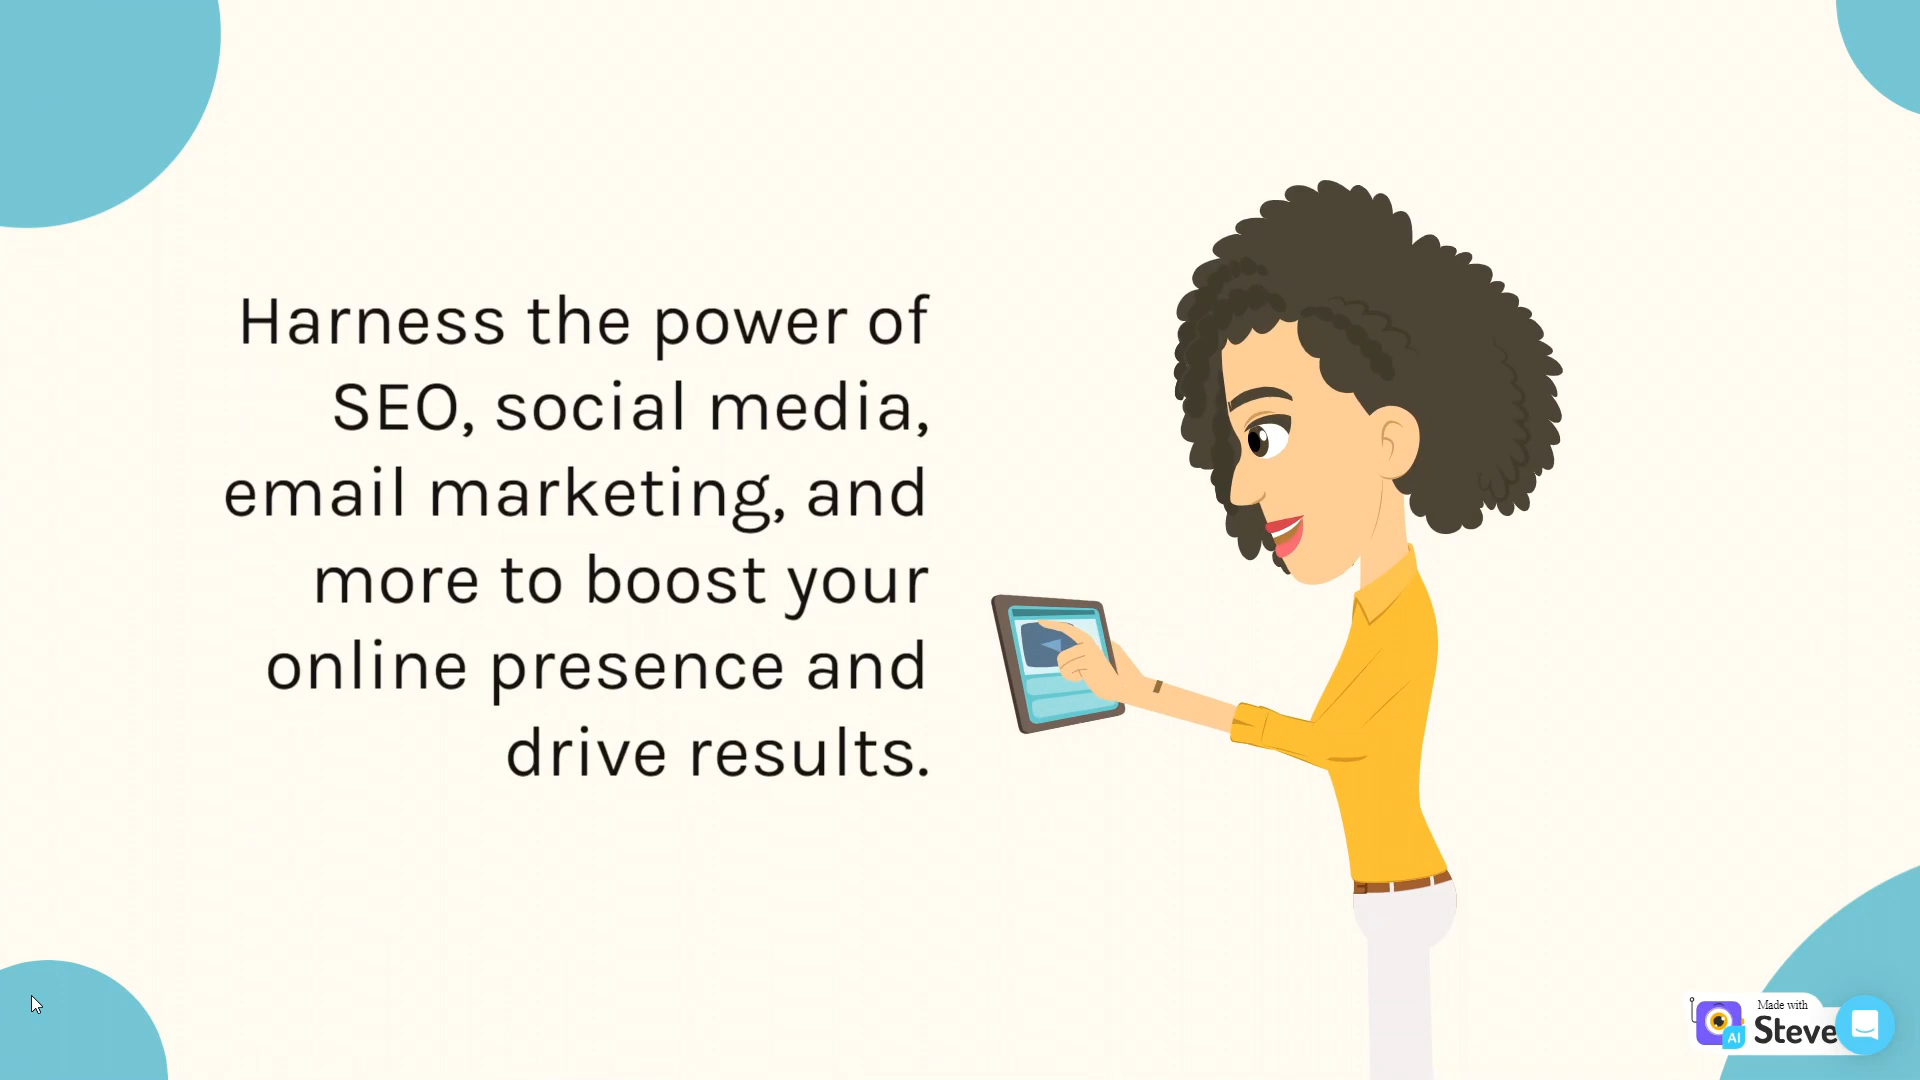 Harness the power of
SEO, social media,
email marketing, and
more to boost your
online presence and
drive results.
Made with
Steve
AI